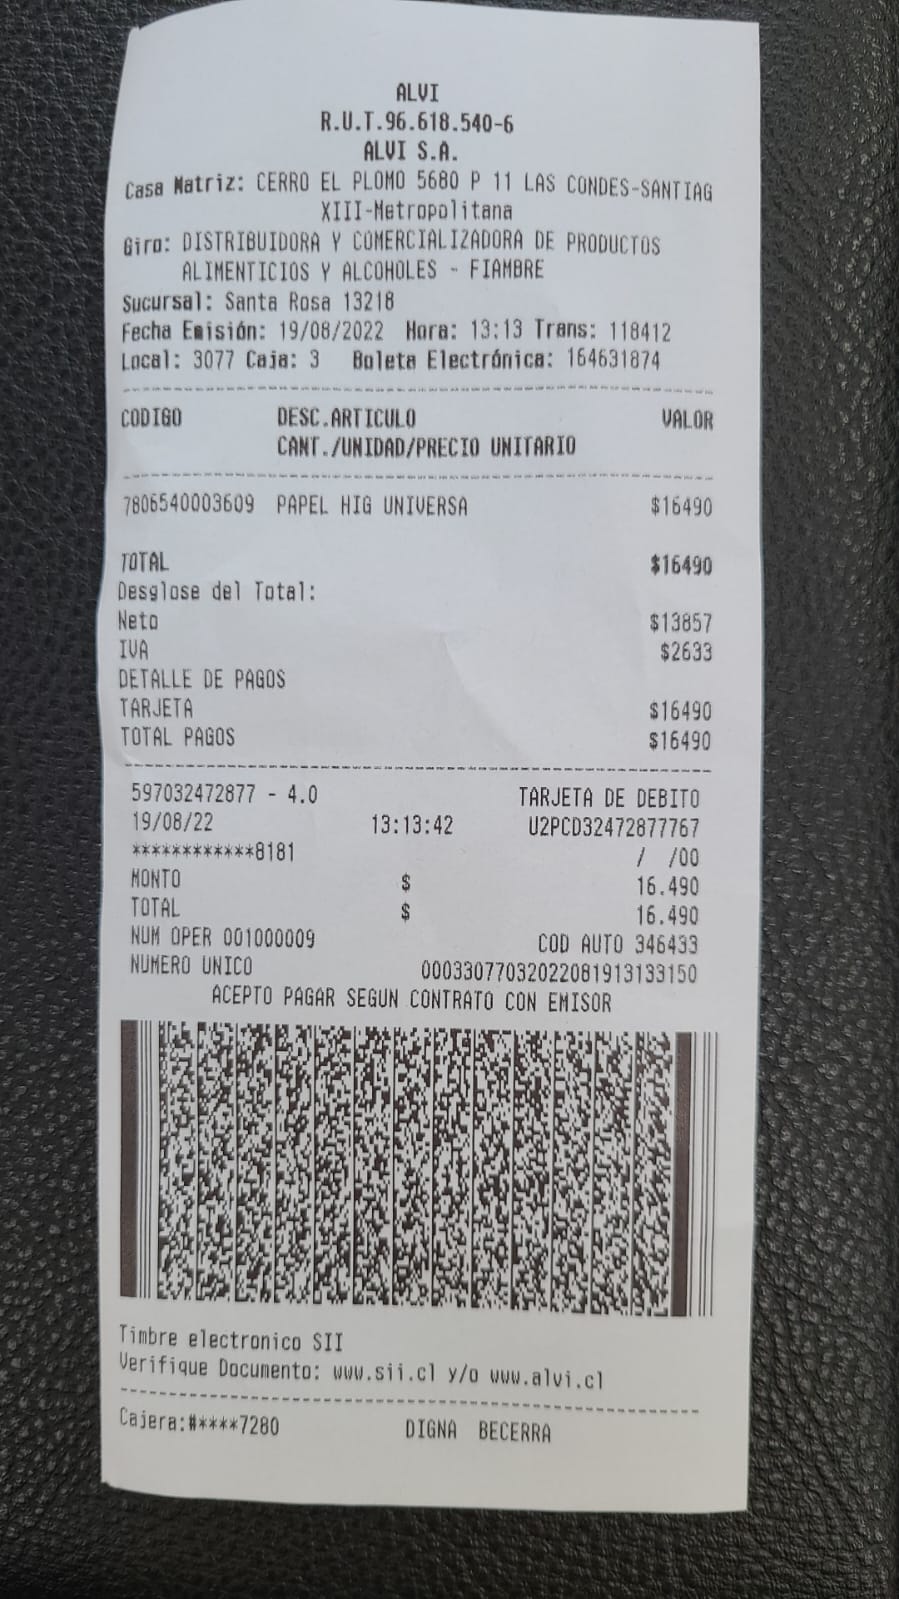 ALVI
R.U.T.96.618.540-6
ALVI S.A.
Casa Matriz: CERRO EL PLOMO 5680 P 11 LAS CONDES-SANTIAG
XIII-Metropolitana
Giro: DISTRIBUIDORA Y COMERCIALIZADORA DE PRODUCTOS
ALIMENTICIOS Y ALCOHOLES - FIAMBRE
Sucursal: Santa Rosa 13218
Fecha Emisión: 19/08/2022 Hora: 13:13 Trans: 118412
Local: 3077 Caja: 3 Boleta Electrónica: 164631874
CODIGO DESC.ARTICULO VALOR
CANT./UNIDAD/PRECIO UNITARIO
7806540003609 PAPEL HIG UNIVERSA $16490
TOTAL $16490
Desglose del Total:
Neto $13857
IVA $2633
DETALLE DE PAGOS
TARJETA $16490
TOTAL PAGOS $16490
597032472877 - 4.0 TARJETA DE DEBITO
19/08/22 13:13:42 U2PCD32472877767
************8181 / /00
MONTO $ 16.490
TOTAL $ 16.490
NUM OPER 001000009 COD AUTO 346433
NUMERO UNICO 00033077032022081913133150
ACEPTO PAGAR SEGUN CONTRATO CON EMISOR
Timbre electronico SII
Verifique Documento: www.sii.cl y/o www.alvi.cl
Cajera:#****7280 DIGNA BECERRA